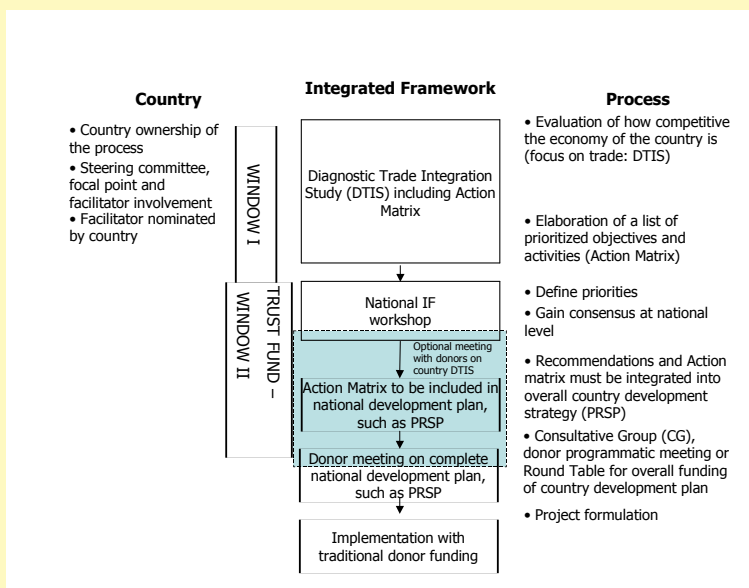 Country
• Country ownership of
the process
• Steering committee,
focal point and
facilitator involvement
• Facilitator nominated
by country
WINDOW I
TRUST FUND –
WINDOW II
Integrated Framework
Diagnostic Trade Integration
Study (DTIS) including Action
Matrix
National IF
workshop
Optional meeting
with donors on
country DTIS
Action Matrix to be included in
national development plan,
such as PRSP
Donor meeting on complete
national development plan,
such as PRSP
Implementation with
traditional donor funding
Process
• Evaluation of how competitive
the economy of the country is
(focus on trade: DTIS)
• Elaboration of a list of
prioritized objectives and
activities (Action Matrix)
• Define priorities
• Gain consensus at national
level
• Recommendations and Action
matrix must be integrated into
overall country development
strategy (PRSP)
• Consultative Group (CG),
donor programmatic meeting or
Round Table for overall funding
of country development plan
• Project formulation